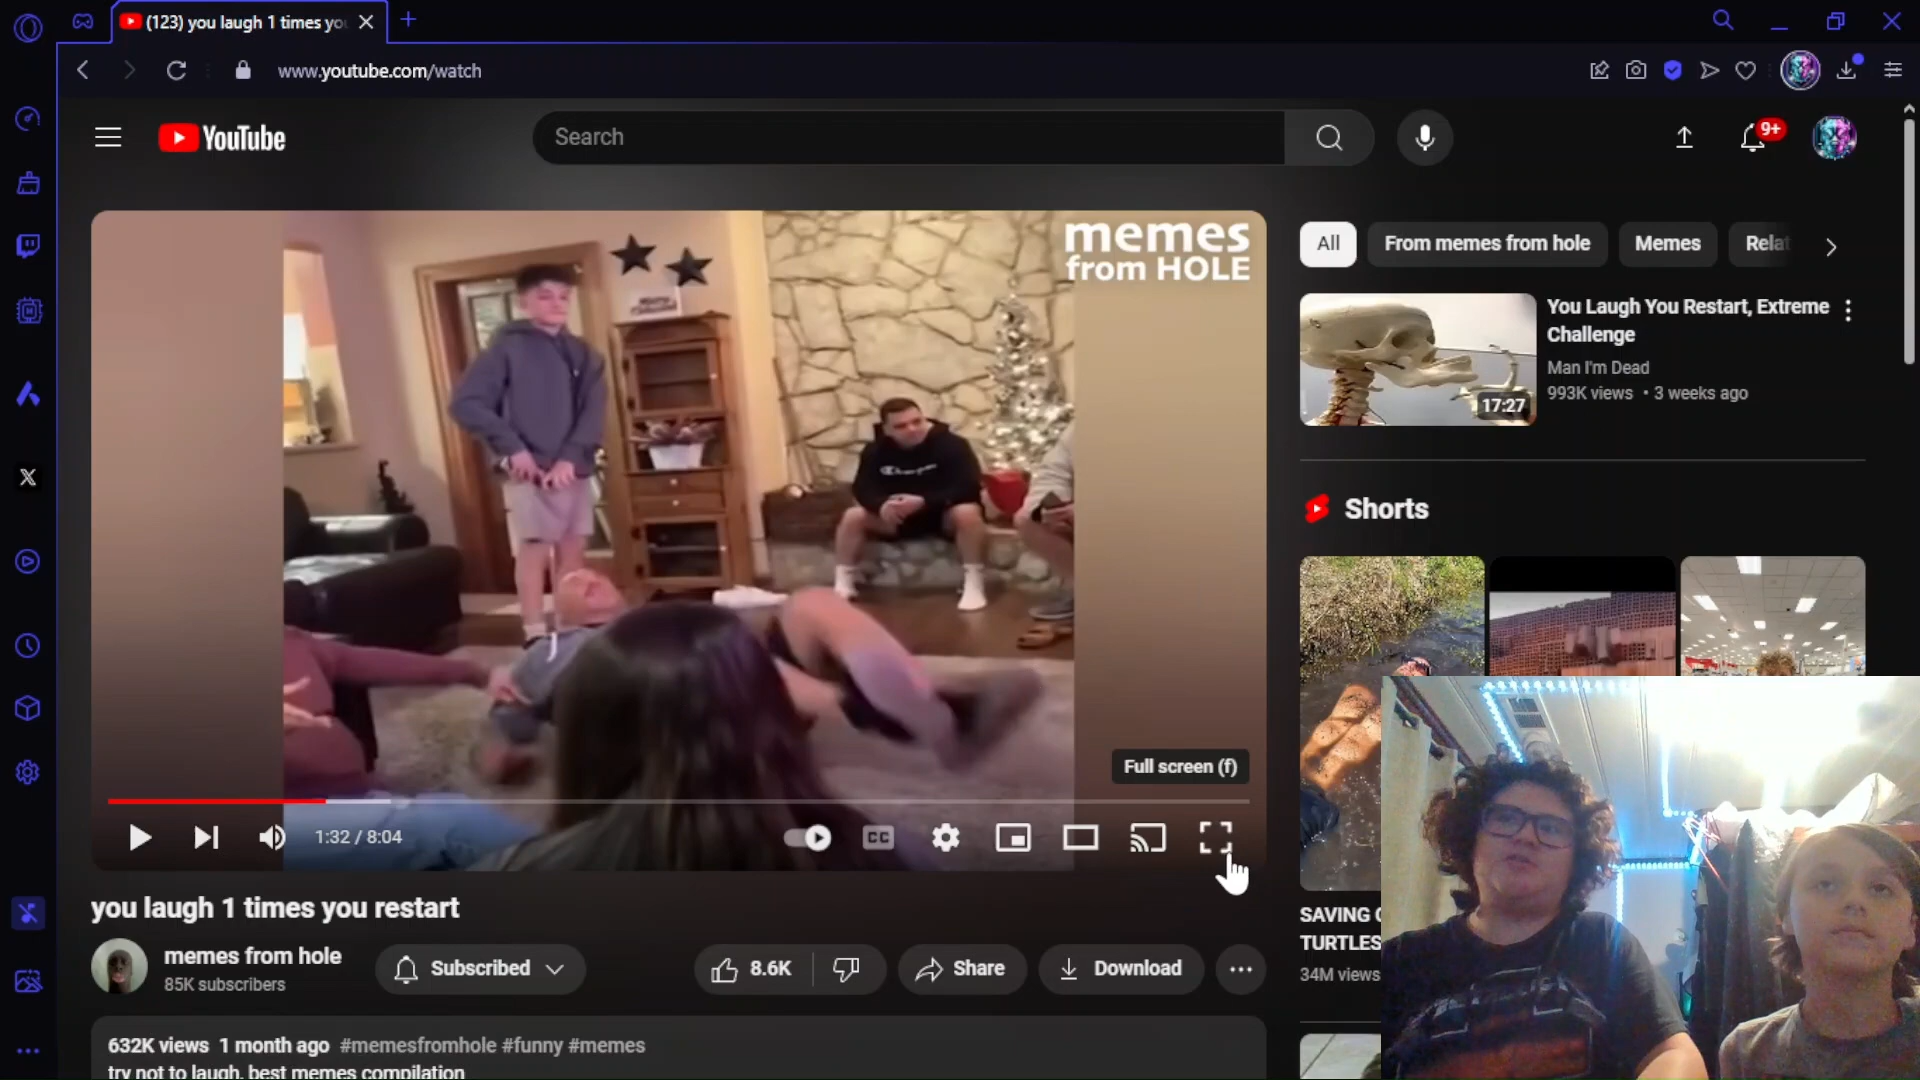 (123) you laugh 1 times yo
www.youtube.com/watch
YouTube
Search
9+
memes
from HOLE
Champion
Full screen (f)
1:32 / 8:04
CC
you laugh 1 times you restart
memes from hole
85K subscribers
Subscribed
8.6K
Share
Download
632K views 1 month ago #memesfromhole #funny #memes
try not to laugh, best memes compilation
All
From memes from hole
Memes
Relat
17:27
You Laugh You Restart, Extreme
Challenge
Man I'm Dead
993K views • 3 weeks ago
Shorts
SAVING
TURTLES
34M views